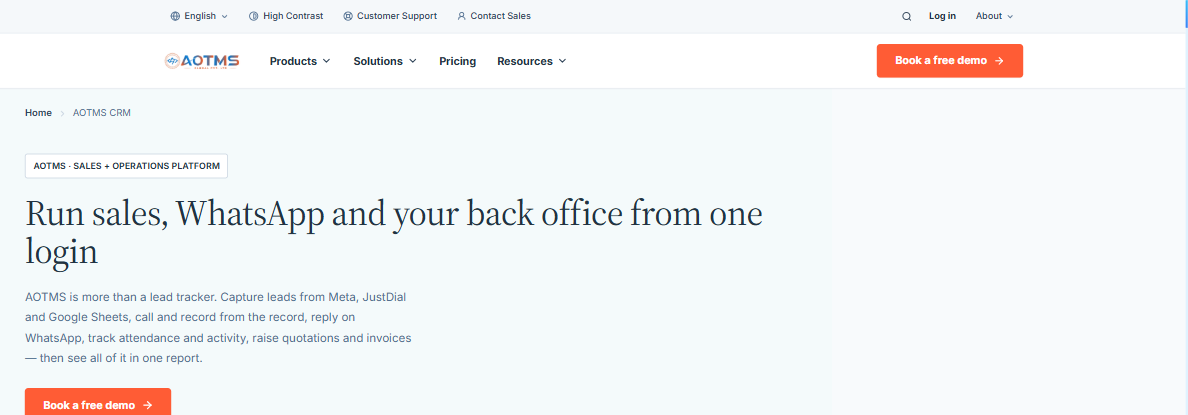 English
High Contrast
Customer Support
Contact Sales
Log in
About
AOTMS
Products
Solutions
Pricing
Resources
Book a free demo →
Home › AOTMS CRM
AOTMS · SALES + OPERATIONS PLATFORM
Run sales, WhatsApp and your back office from one
login
AOTMS is more than a lead tracker. Capture leads from Meta, JustDial
and Google Sheets, call and record from the record, reply on
WhatsApp, track attendance and activity, raise quotations and invoices
— then see all of it in one report.
Book a free demo →